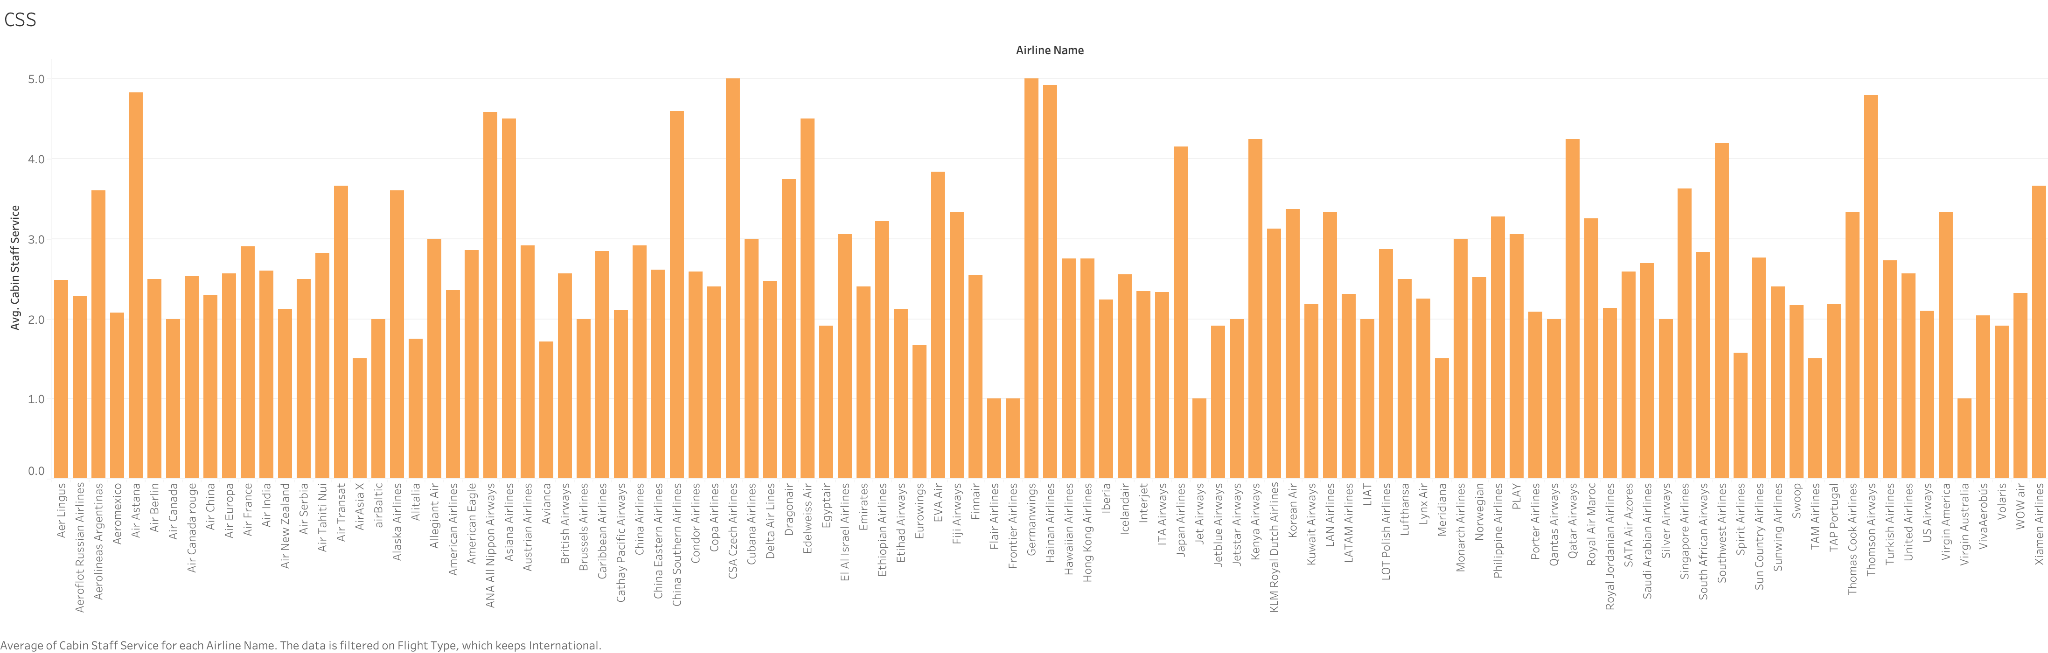 CSS
Airline Name
Avg. Cabin Staff Service
5.0
4.0
3.0
2.0
1.0
0.0
Aer Lingus
Aeroflot Russian Airlines
Aerolineas Argentinas
Aeromexico
Air Astana
Air Berlin
Air Canada
Air Canada rouge
Air China
Air Europa
Air France
Air India
Air New Zealand
Air Serbia
Air Tahiti Nui
Air Transat
AirAsia X
airBaltic
Alaska Airlines
Alitalia
Allegiant Air
American Airlines
American Eagle
ANA All Nippon Airways
Asiana Airlines
Austrian Airlines
Avianca
British Airways
Brussels Airlines
Caribbean Airlines
Cathay Pacific Airways
China Airlines
China Eastern Airlines
China Southern Airlines
Condor Airlines
Copa Airlines
CSA Czech Airlines
Cubana Airlines
Delta Air Lines
Dragonair
Edelweiss Air
Egyptair
El Al Israel Airlines
Emirates
Ethiopian Airlines
Etihad Airways
Eurowings
EVA Air
Fiji Airways
Finnair
Flair Airlines
Frontier Airlines
Germanwings
Hainan Airlines
Hawaiian Airlines
Hong Kong Airlines
Iberia
Icelandair
Interjet
ITA Airways
Japan Airlines
Jet Airways
Jetblue Airways
Jetstar Airways
Kenya Airways
KLM Royal Dutch Airlines
Korean Air
Kuwait Airways
LAN Airlines
LATAM Airlines
LIAT
LOT Polish Airlines
Lufthansa
Lynx Air
Meridiana
Monarch Airlines
Norwegian
Philippine Airlines
PLAY
Porter Airlines
Qantas Airways
Qatar Airways
Royal Air Maroc
Royal Jordanian Airlines
SATA Air Azores
Saudi Arabian Airlines
Silver Airways
Singapore Airlines
South African Airways
Southwest Airlines
Spirit Airlines
Sun Country Airlines
Sunwing Airlines
Swoop
TAM Airlines
TAP Portugal
Thomas Cook Airlines
Thomson Airways
Turkish Airlines
United Airlines
US Airways
Virgin America
Virgin Australia
VivaAerobús
Volaris
WOW air
Xiamen Airlines
Average of Cabin Staff Service for each Airline Name. The data is filtered on Flight Type, which keeps International.